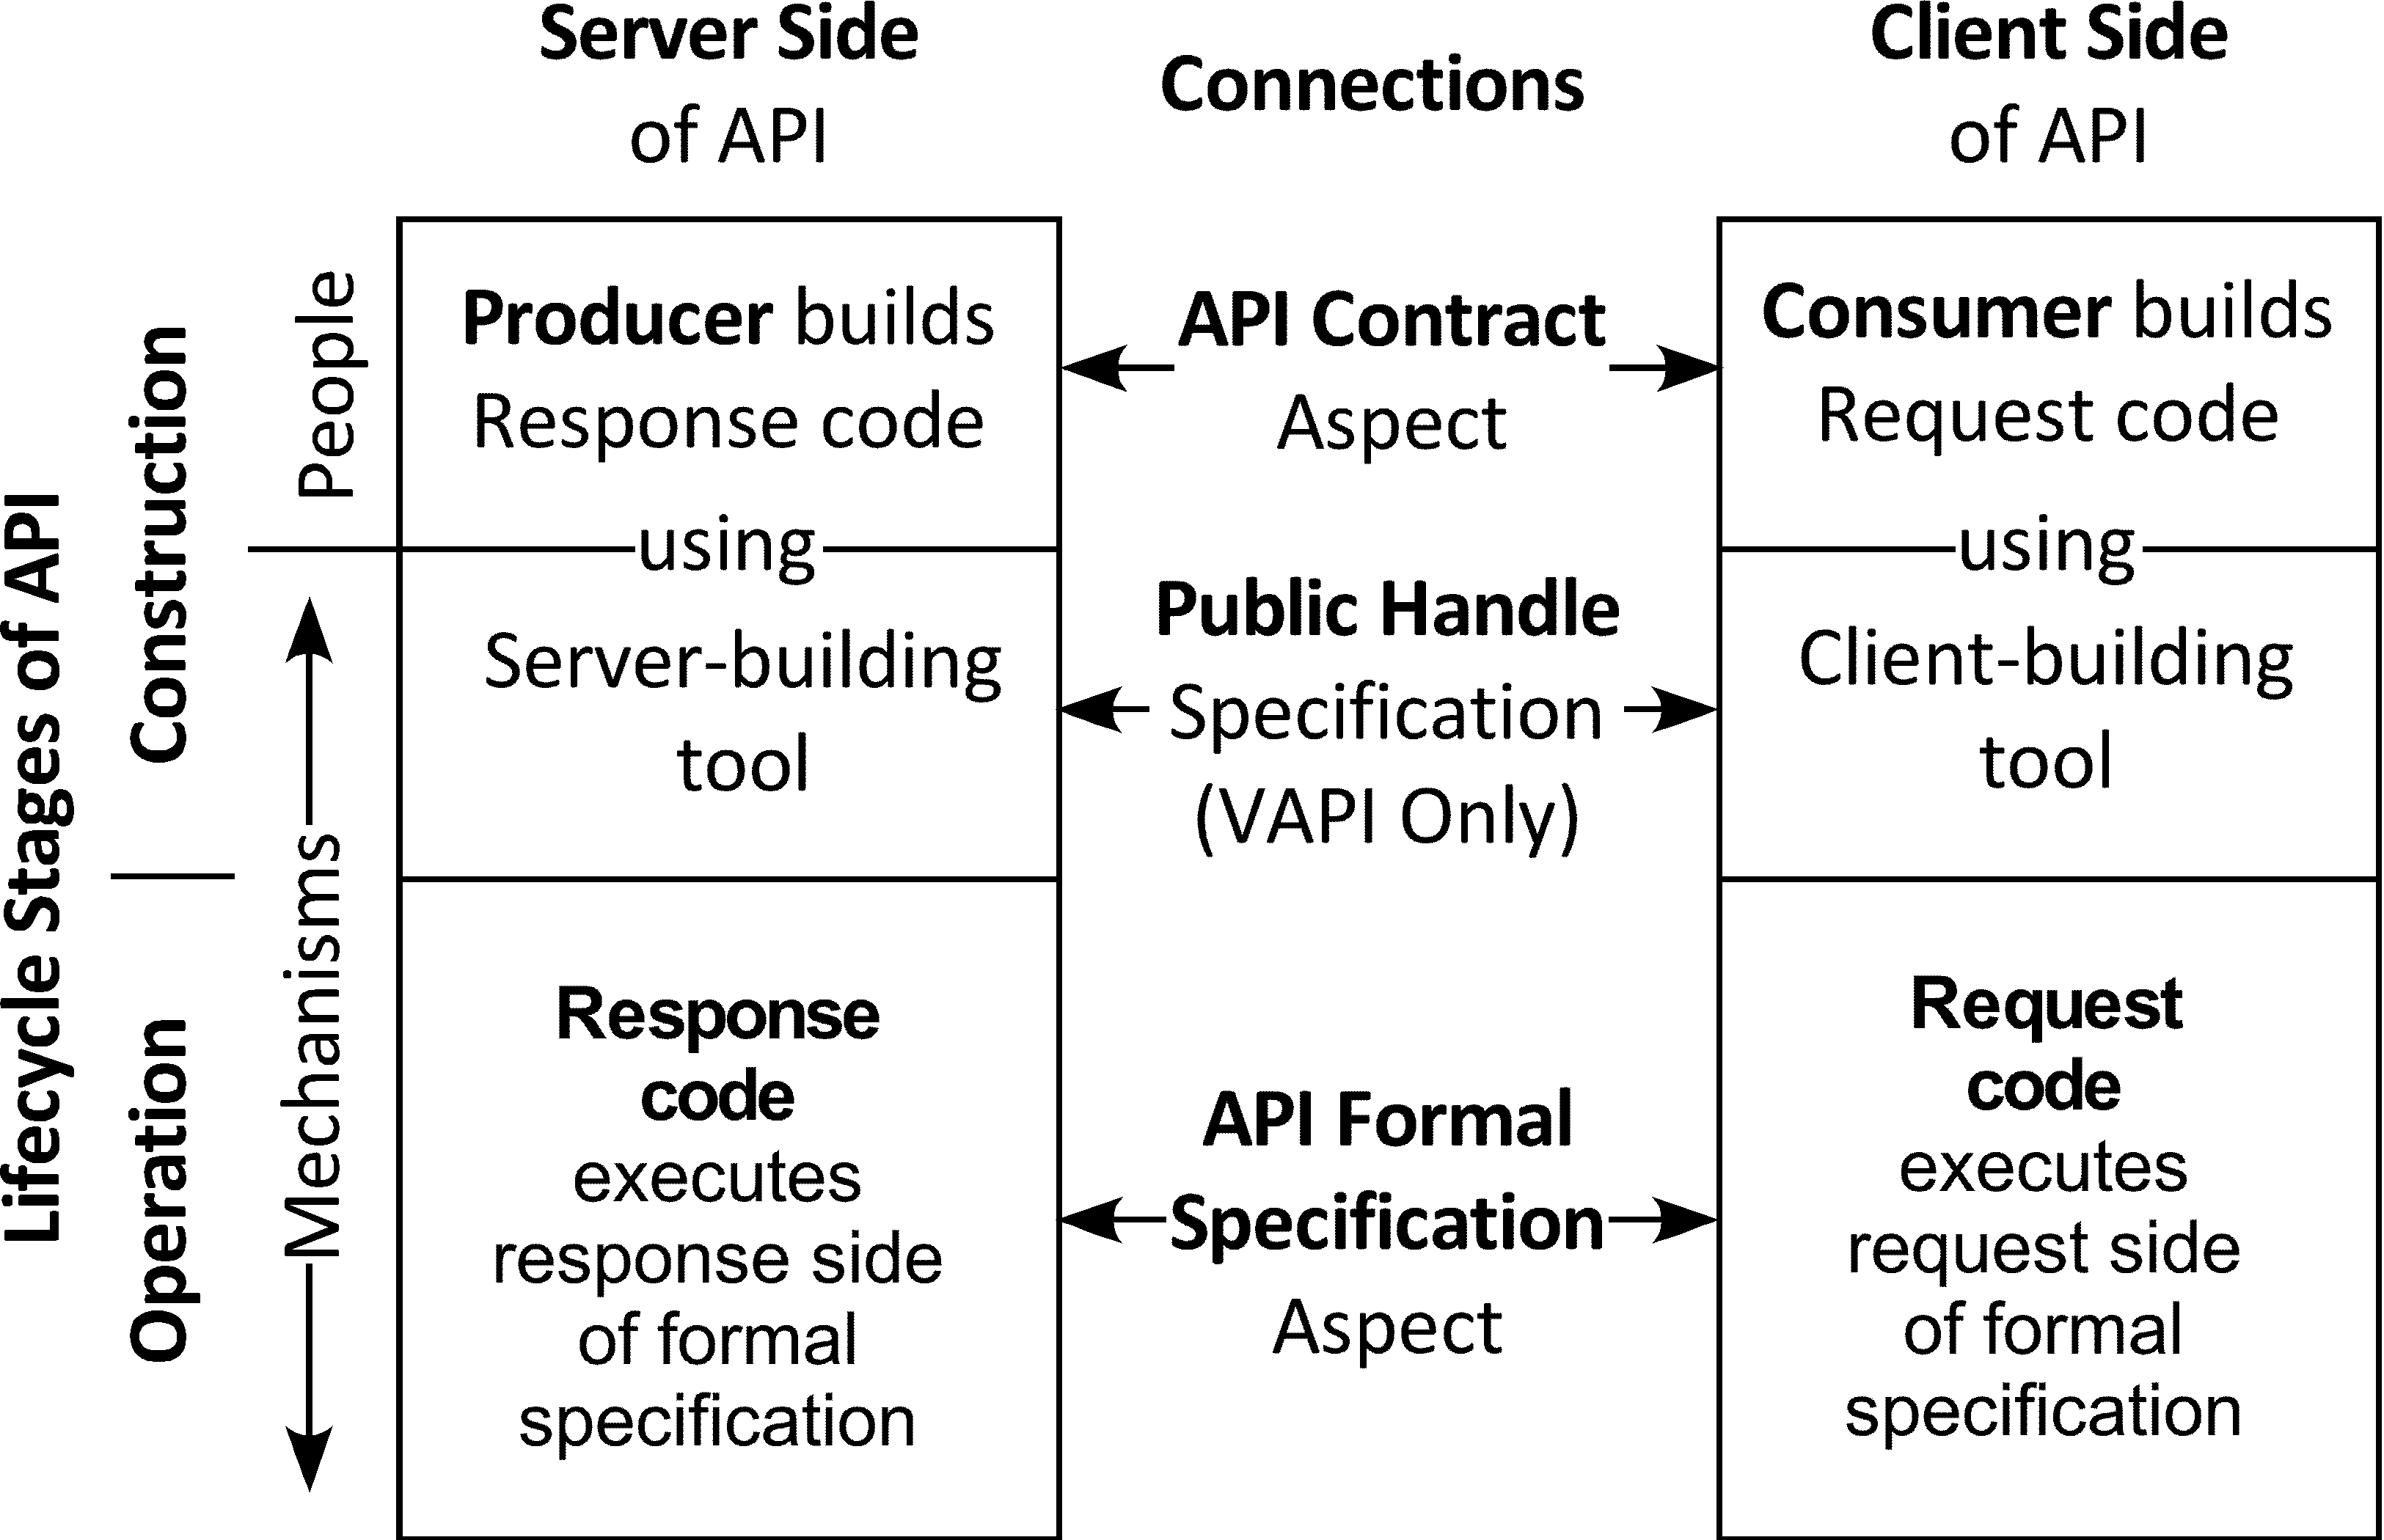 Server Side
of API
Connections
Client Side
of API
Lifecycle Stages of API
Construction
Operation
People
Mechanisms
Producer builds
Response code
using
Server-building
tool
Response
code
executes
response side
of formal
specification
API Contract
Aspect
Public Handle
Specification
(VAPI Only)
API Formal
Specification
Aspect
Consumer builds
Request code
using
Client-building
tool
Request
code
executes
request side
of formal
specification